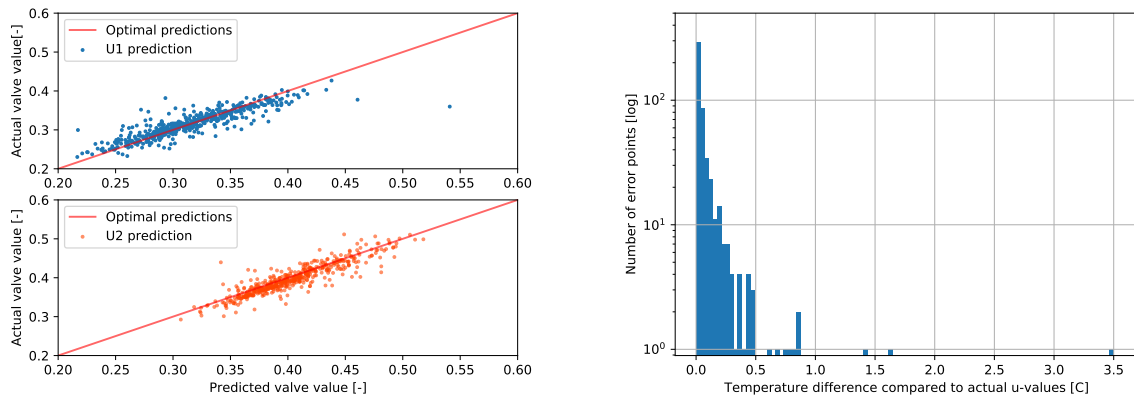 0.6
0.5
0.4
0.3
0.2
Actual valve value[-]
Optimal predictions
U1 prediction
0.20 0.25 0.30 0.35 0.40 0.45 0.50 0.55 0.60
0.6
0.5
0.4
0.3
0.2
Actual valve value [-]
Optimal predictions
U2 prediction
0.20 0.25 0.30 0.35 0.40 0.45 0.50 0.55 0.60
Predicted valve value [-]
Number of error points [log]
10²
10¹
10⁰
0.0 0.5 1.0 1.5 2.0 2.5 3.0 3.5
Temperature difference compared to actual u-values [C]